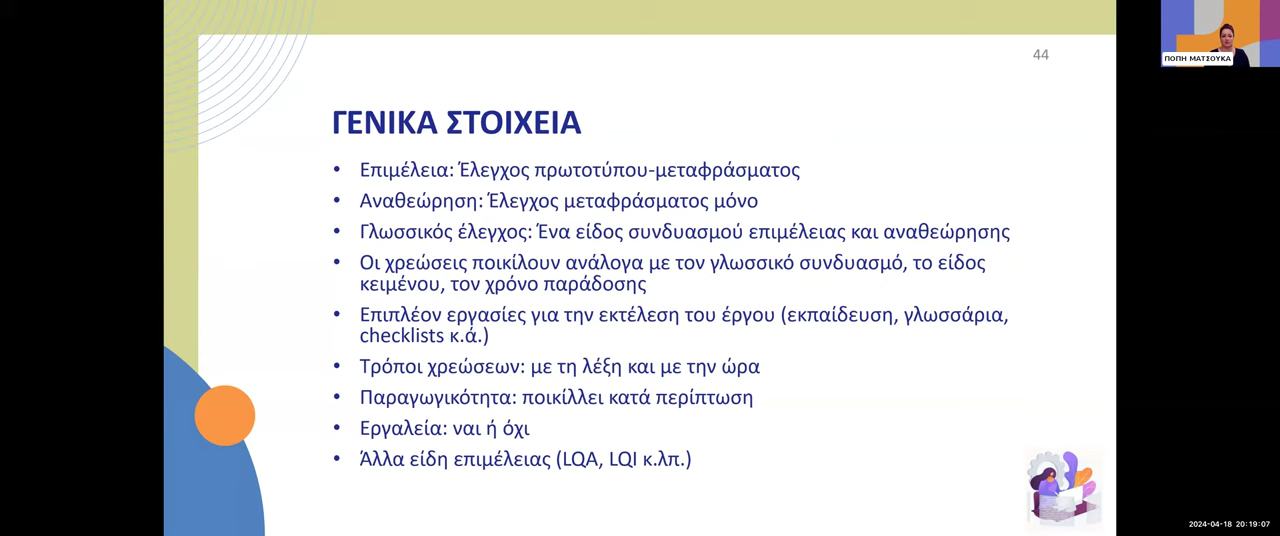 44
ΠΟΠΗ ΜΑΤΣΟΥΚΑ
ΓΕΝΙΚΑ ΣΤΟΙΧΕΙΑ
• Επιμέλεια: Έλεγχος πρωτοτύπου-μεταφράσματος
• Αναθεώρηση: Έλεγχος μεταφράσματος μόνο
• Γλωσσικός έλεγχος: Ένα είδος συνδυασμού επιμέλειας και αναθεώρησης
• Οι χρεώσεις ποικίλουν ανάλογα με τον γλωσσικό συνδυασμό, το είδος
κειμένου, τον χρόνο παράδοσης
• Επιπλέον εργασίες για την εκτέλεση του έργου (εκπαίδευση, γλωσσάρια,
checklists κ.ά.)
• Τρόποι χρεώσεων: με τη λέξη και με την ώρα
• Παραγωγικότητα: ποικίλλει κατά περίπτωση
• Εργαλεία: ναι ή όχι
• Άλλα είδη επιμέλειας (LQA, LQI κ.λπ.)
2024-04-18 20:19:07